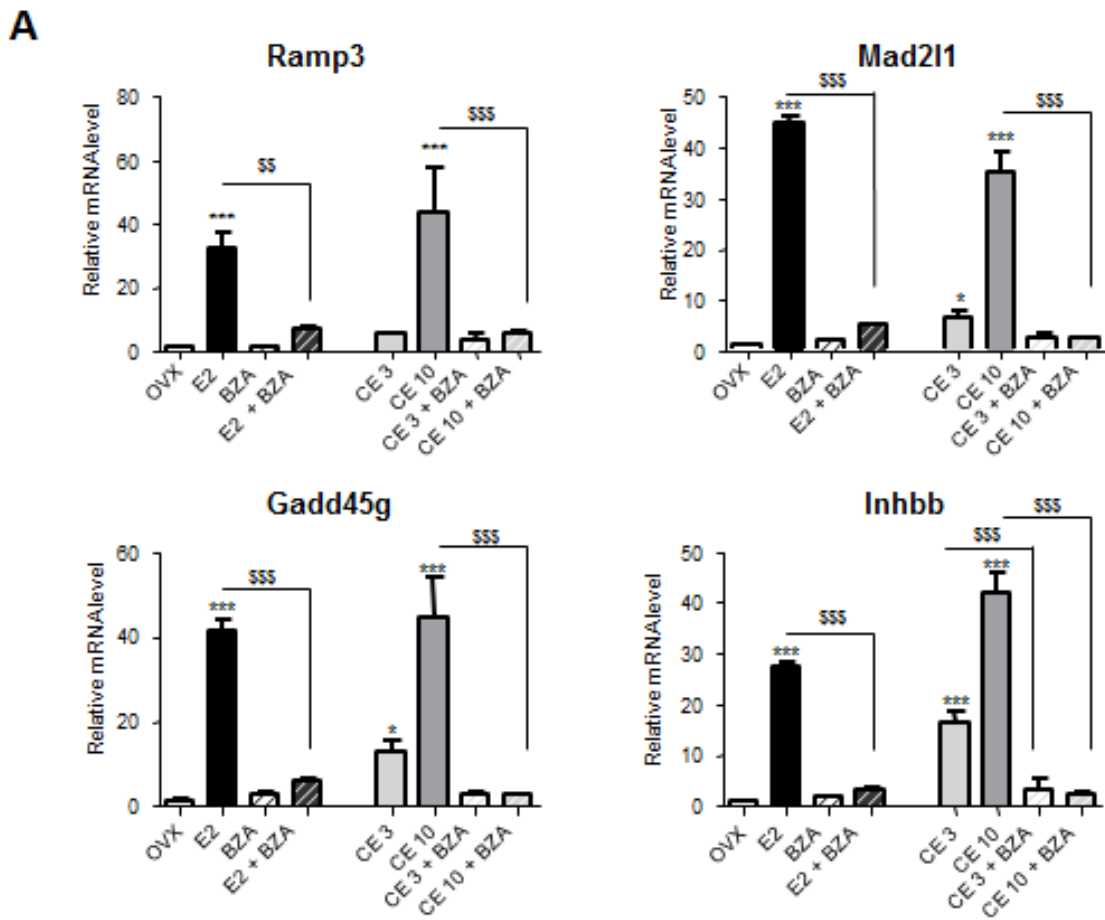 A
Ramp3
Relative mRNAlevel
80
60
40
20
0
***
$$
***
$$$
OVX
E2
BZA
E2 + BZA
CE 3
CE 10
CE 3 + BZA
CE 10 + BZA
Mad2l1
Relative mRNAlevel
50
40
30
20
10
0
***
$$$
*
***
$$$
OVX
E2
BZA
E2 + BZA
CE 3
CE 10
CE 3 + BZA
CE 10 + BZA
Gadd45g
Relative mRNAlevel
60
40
20
0
***
$$$
*
***
$$$
OVX
E2
BZA
E2 + BZA
CE 3
CE 10
CE 3 + BZA
CE 10 + BZA
Inhbb
Relative mRNAlevel
50
40
30
20
10
0
***
$$$
***
$$$
***
$$$
OVX
E2
BZA
E2 + BZA
CE 3
CE 10
CE 3 + BZA
CE 10 + BZA